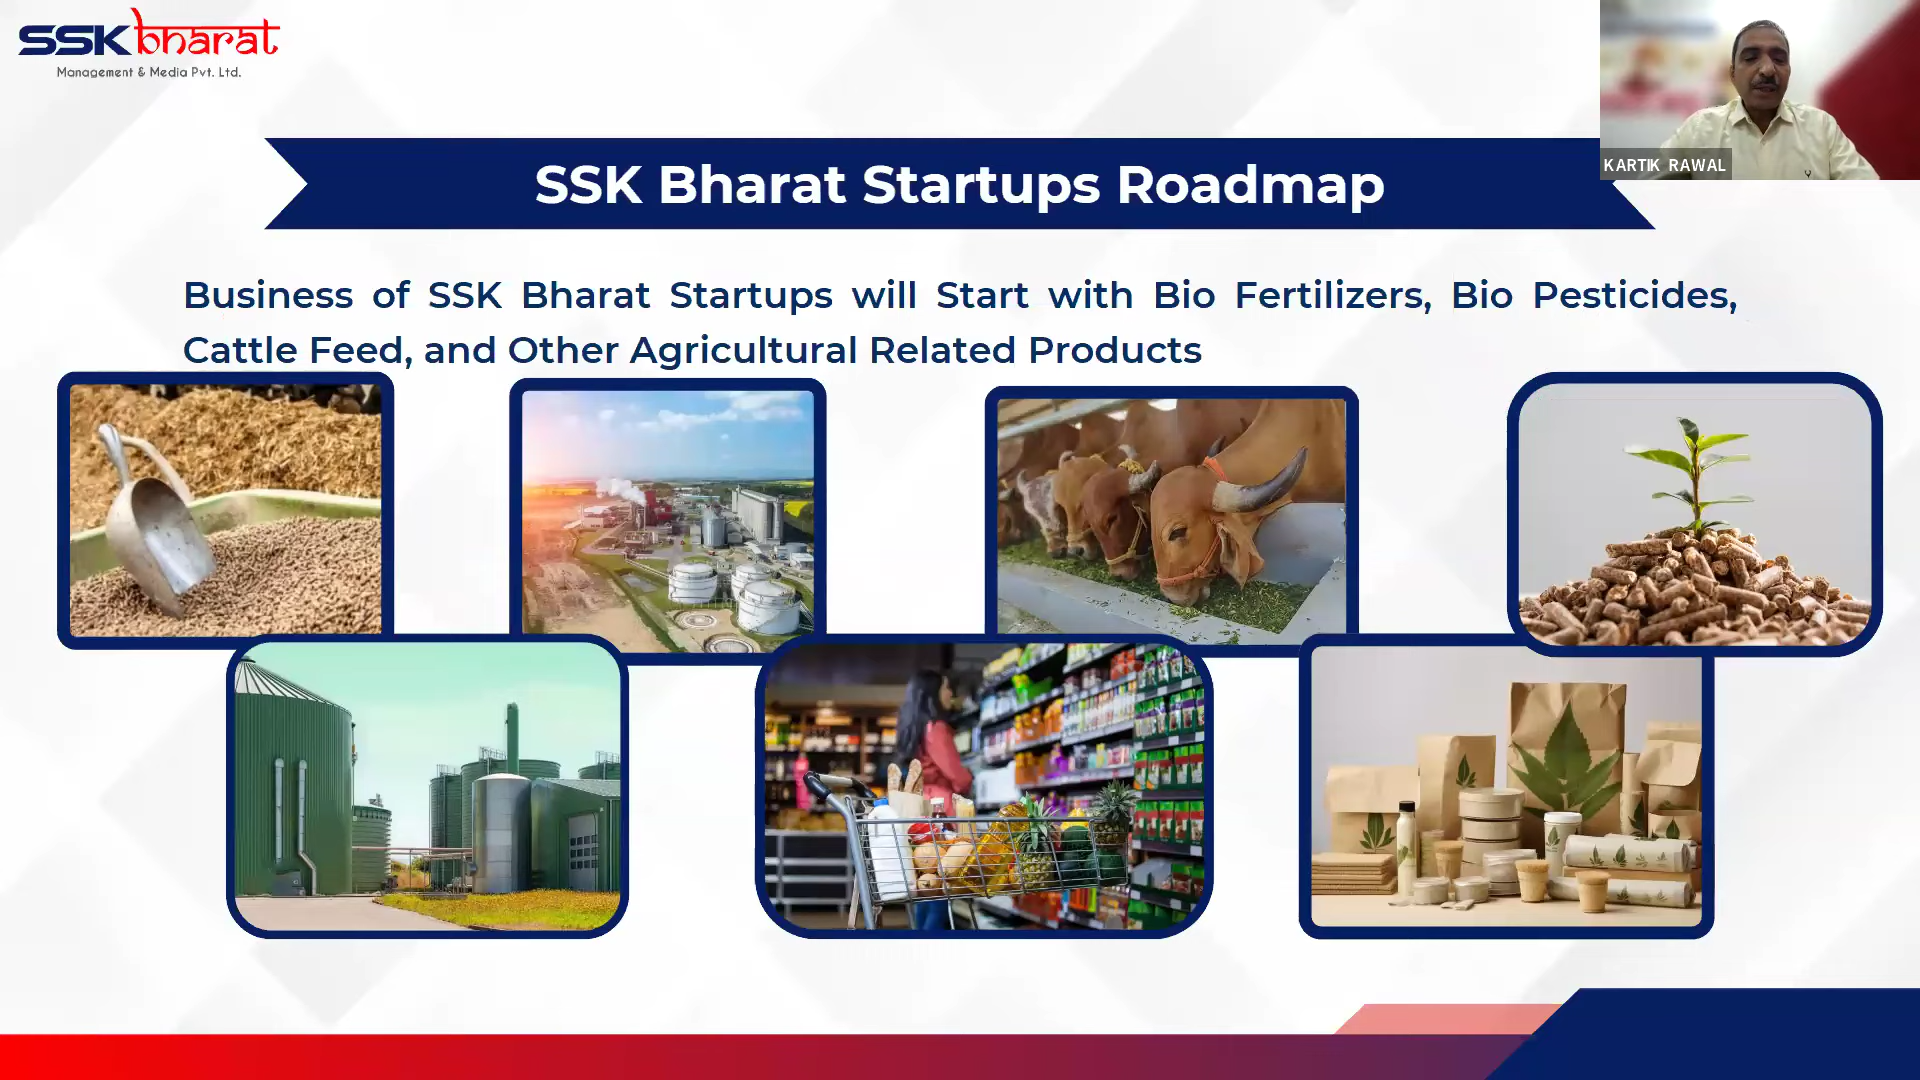 SSK bharat
Management & Media Pvt. Ltd.
KARTIK RAWAL
SSK Bharat Startups Roadmap
Business of SSK Bharat Startups will Start with Bio Fertilizers, Bio Pesticides,
Cattle Feed, and Other Agricultural Related Products